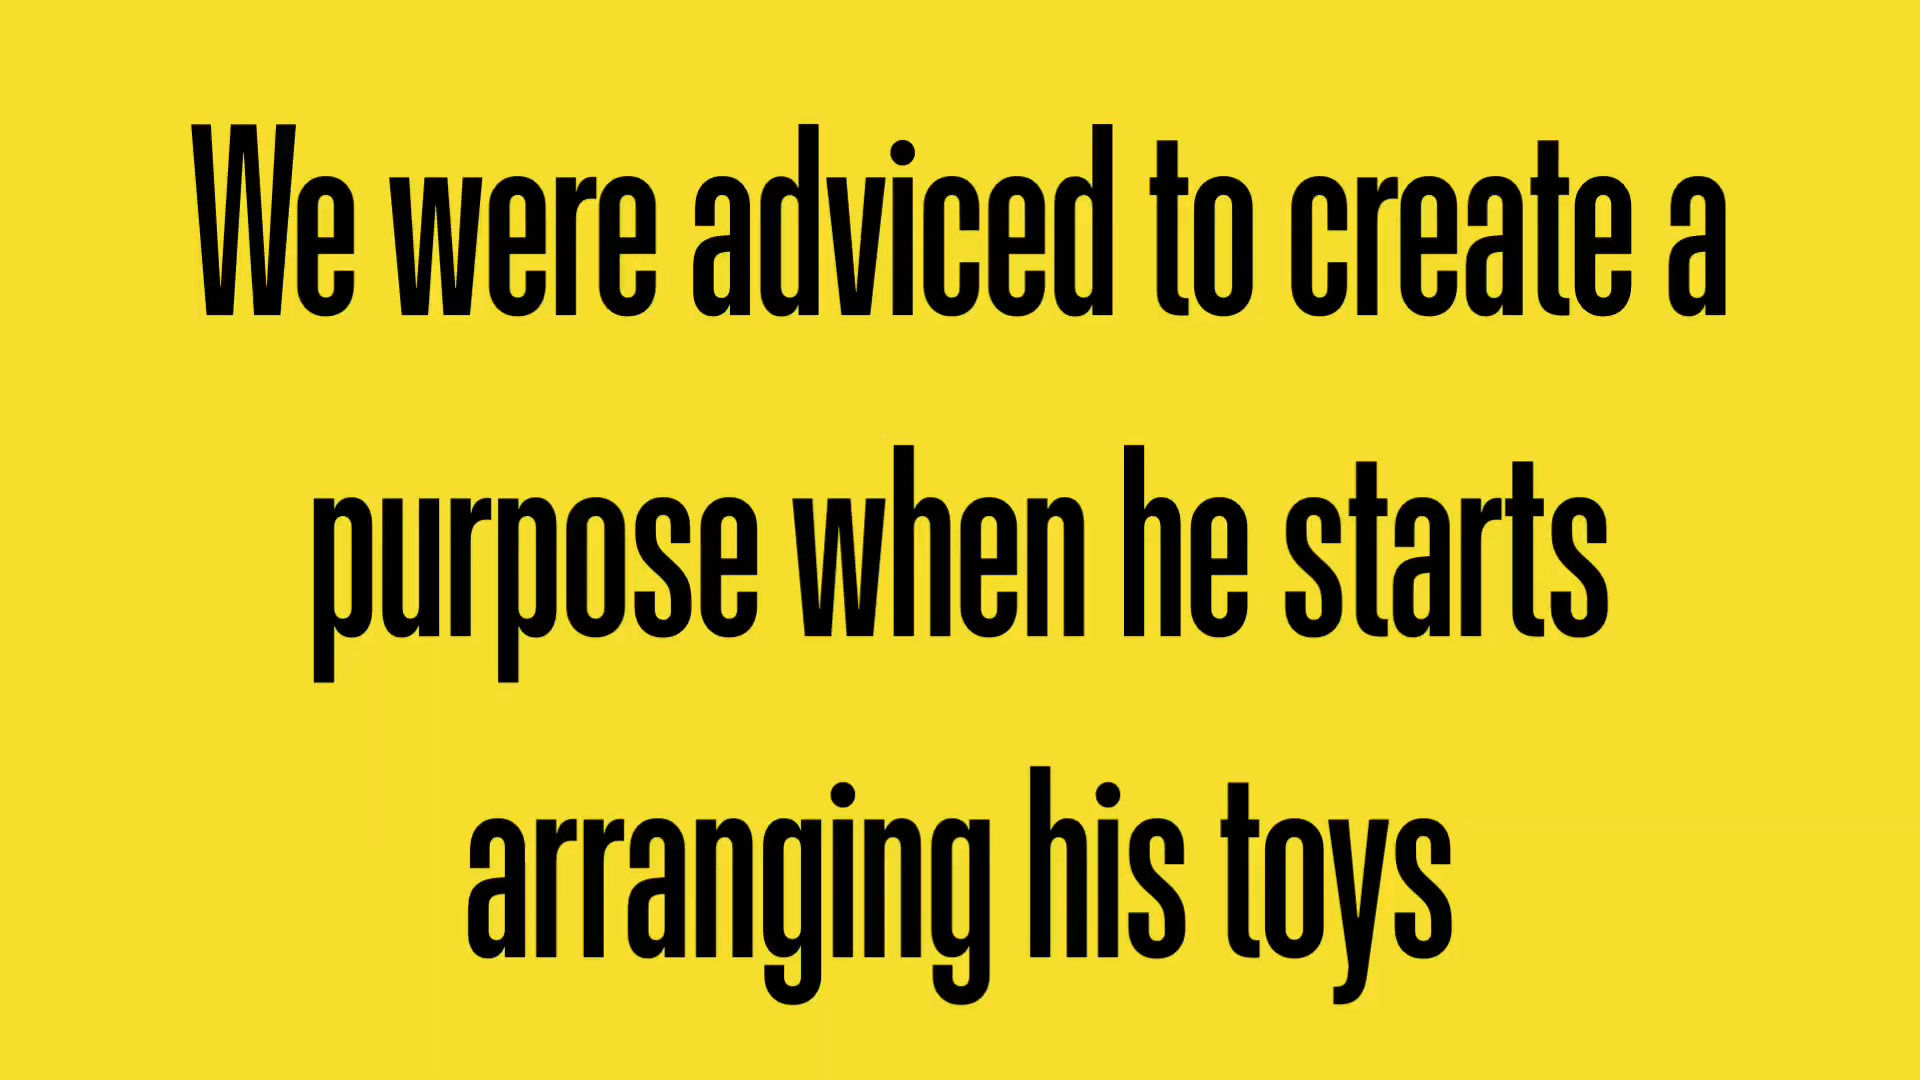 We were adviced to create a
purpose when he starts
arranging his toys